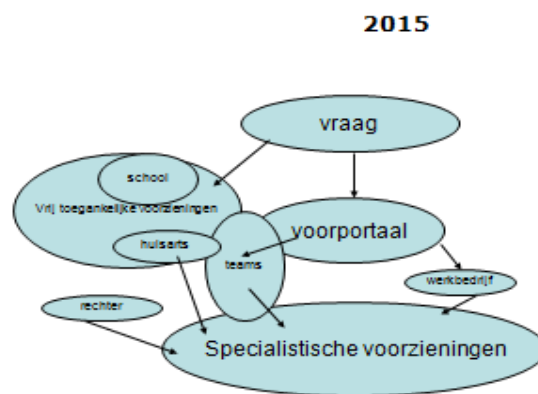 2015
vraag
school
Vrij toegankelijke voorzieningen
voorportaal
huisarts
teams
werkbedrijf
rechter
Specialistische voorzieningen